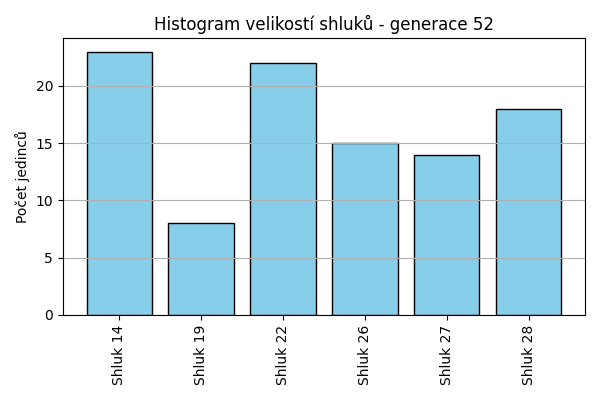 Histogram velikostí shluků - generace 52
Počet jedinců
20
15
10
5
0
Shluk 14
Shluk 19
Shluk 22
Shluk 26
Shluk 27
Shluk 28